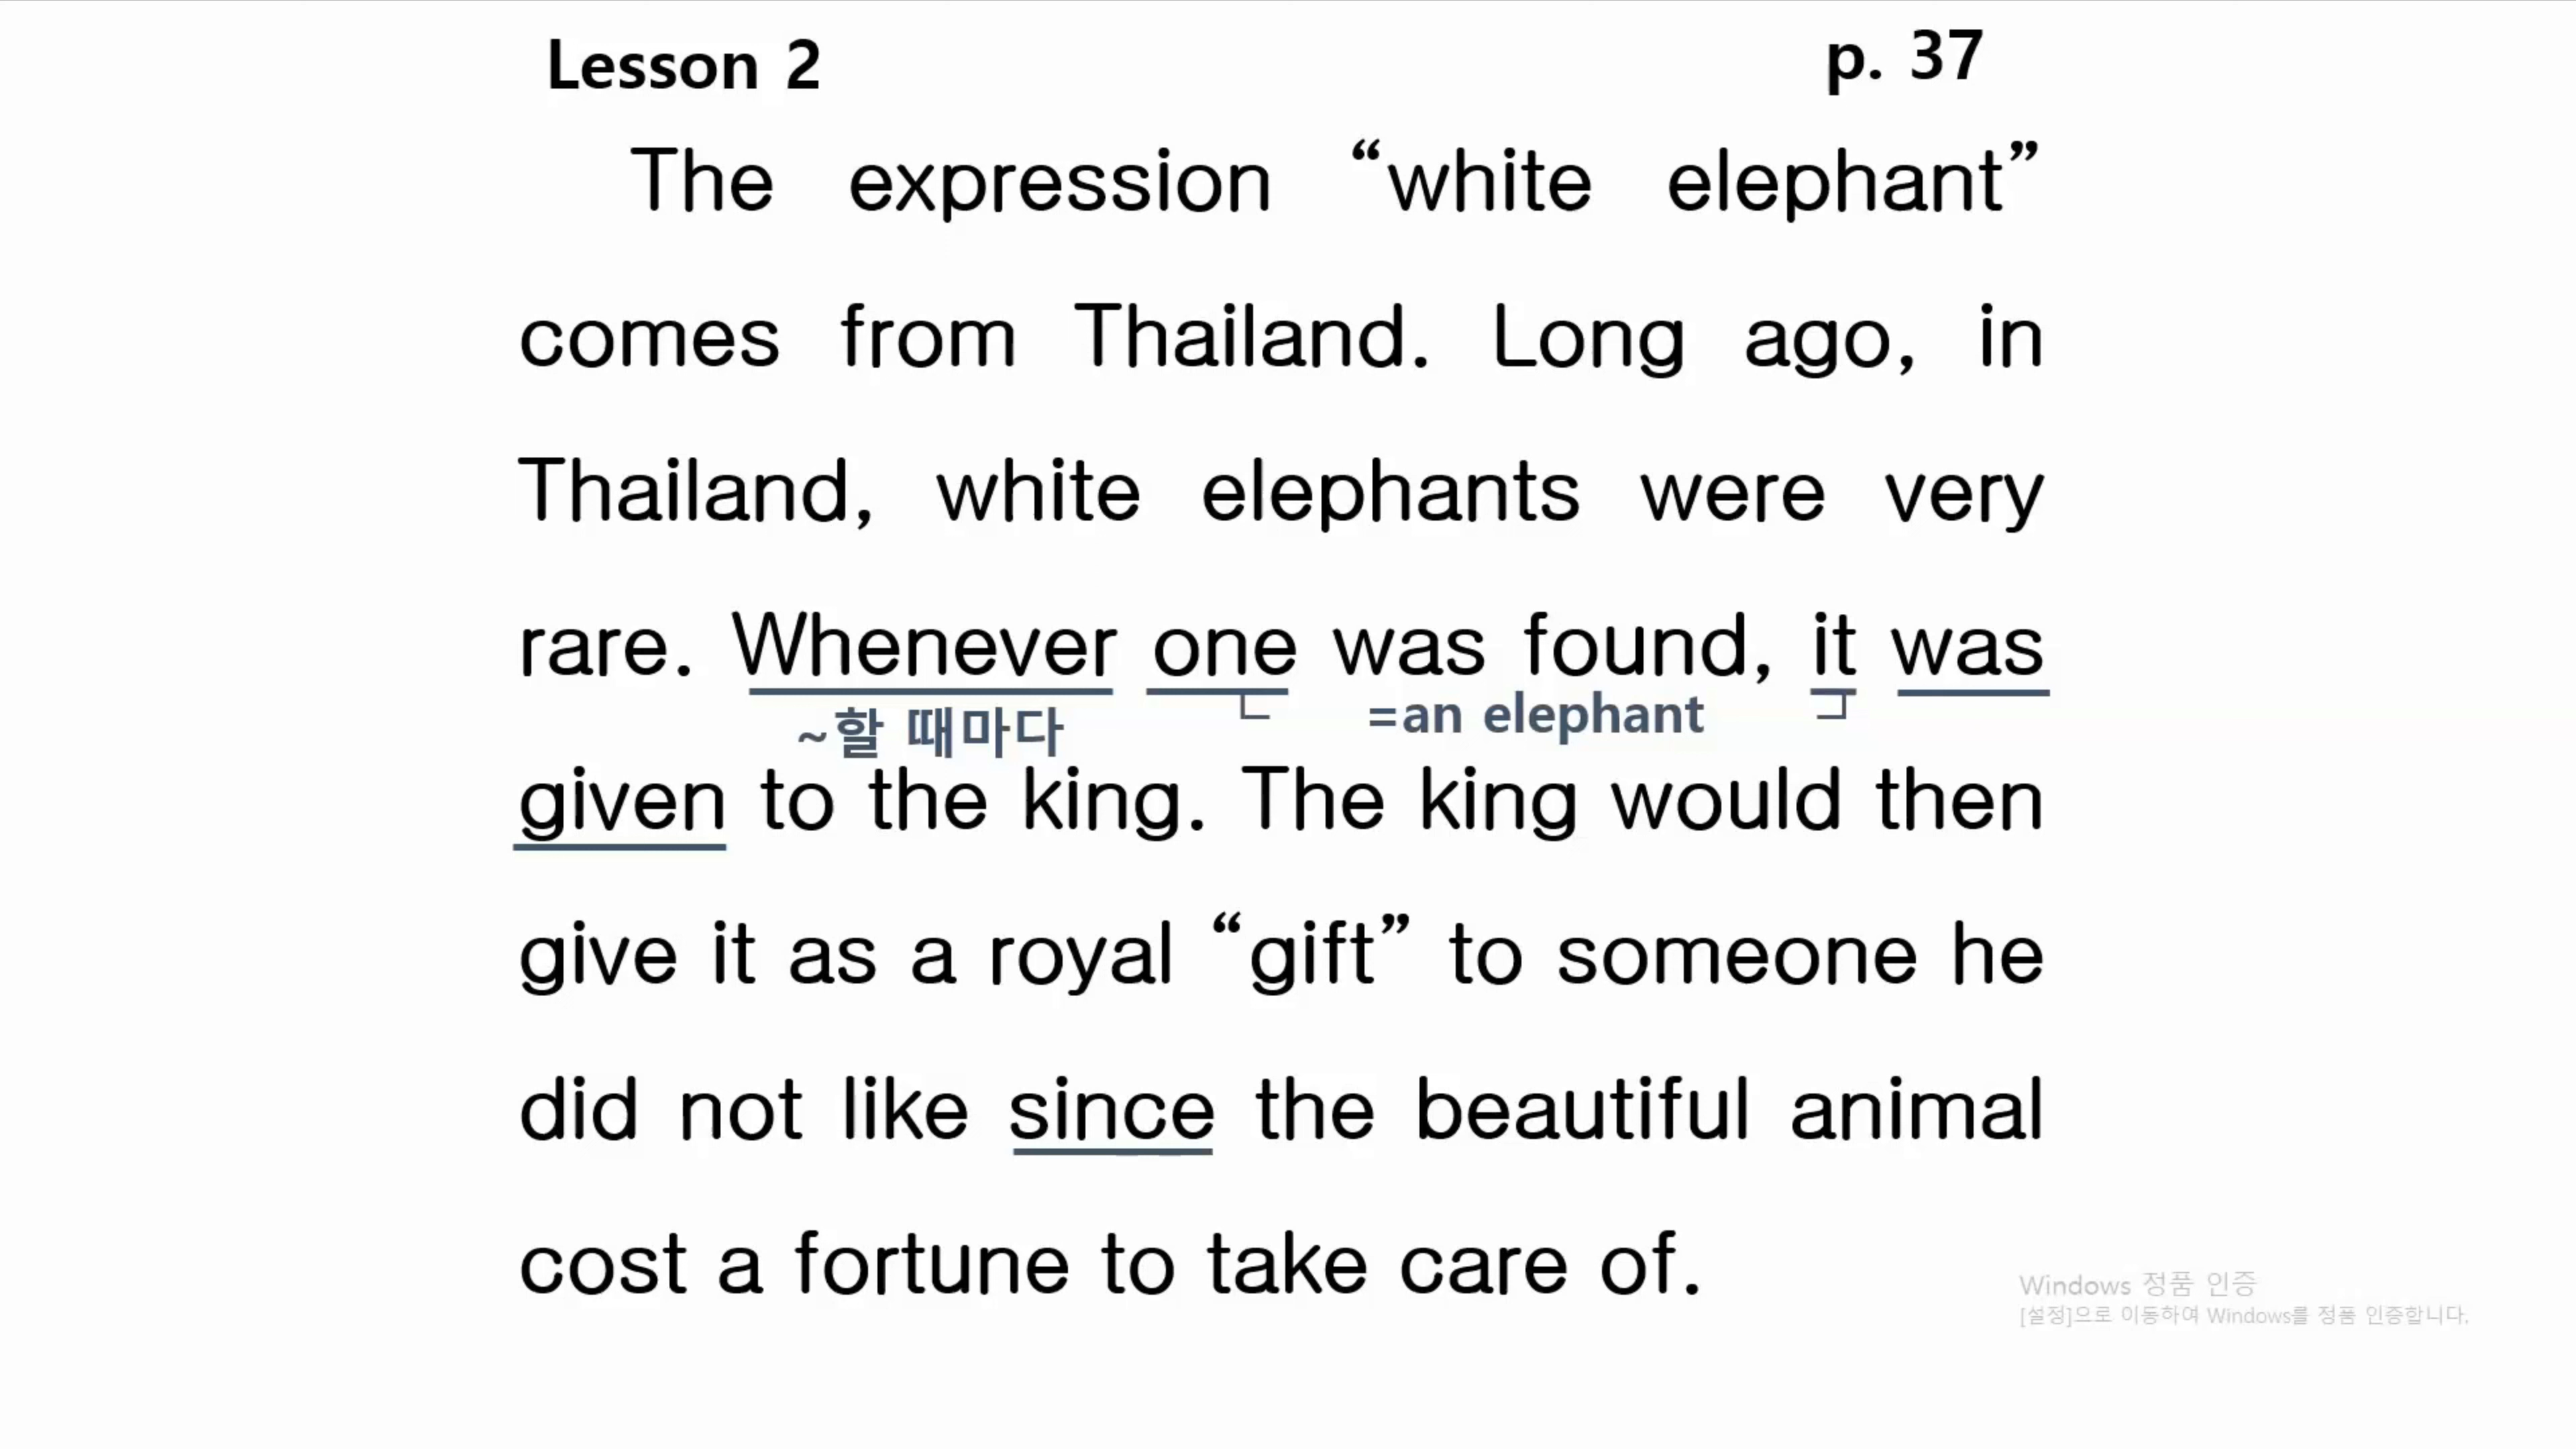 Lesson 2
p. 37
The expression “white elephant”
comes from Thailand. Long ago, in
Thailand, white elephants were very
rare. Whenever one was found, it was
~할 때마다
=an elephant
given to the king. The king would then
give it as a royal “gift” to someone he
did not like since the beautiful animal
cost a fortune to take care of.
Windows 정품 인증
[설정]으로 이동하여 Windows를 정품 인증합니다.